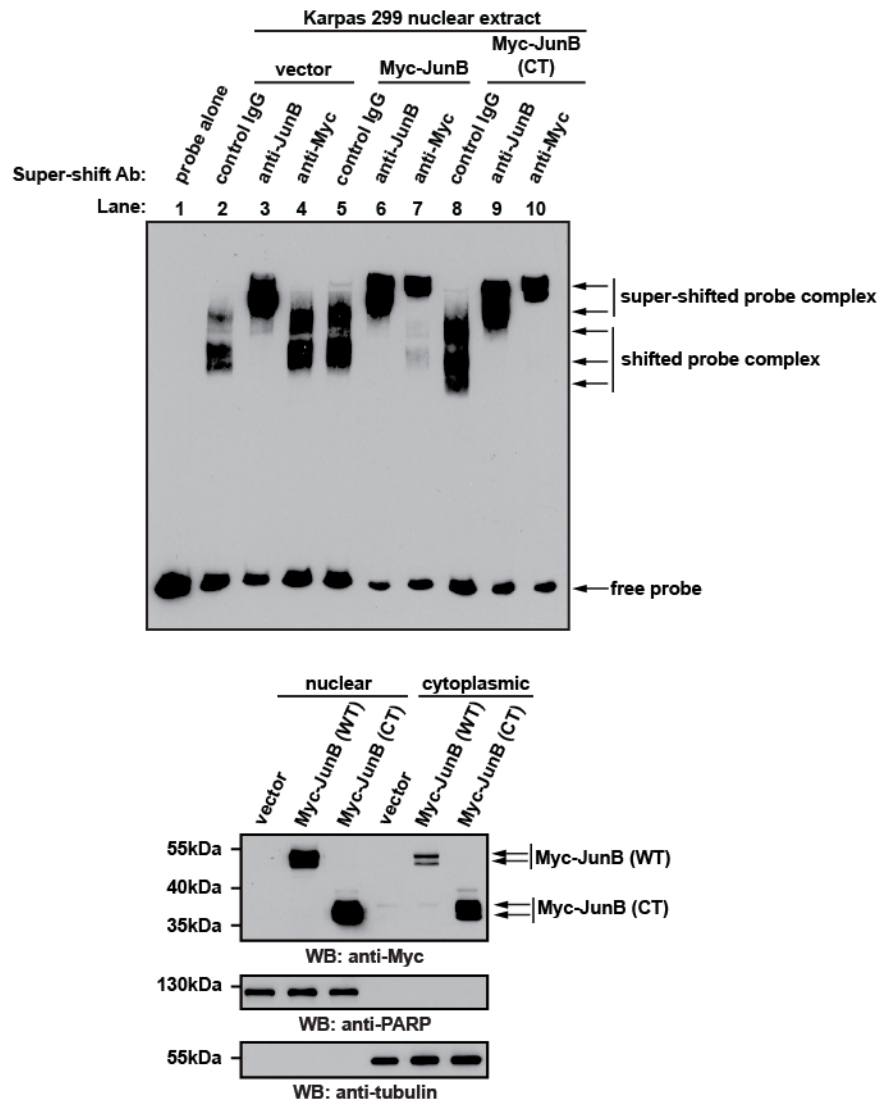 Karpas 299 nuclear extract
vector
Myc-JunB
Myc-JunB
(CT)
Super-shift Ab:
probe alone
control IgG
anti-JunB
anti-Myc
control IgG
anti-JunB
anti-Myc
control IgG
anti-JunB
anti-Myc
Lane: 1 2 3 4 5 6 7 8 9 10
super-shifted probe complex
shifted probe complex
free probe
nuclear
cytoplasmic
vector
Myc-JunB (WT)
Myc-JunB (CT)
vector
Myc-JunB (WT)
Myc-JunB (CT)
55kDa
Myc-JunB (WT)
40kDa
Myc-JunB (CT)
35kDa
WB: anti-Myc
130kDa
WB: anti-PARP
55kDa
WB: anti-tubulin